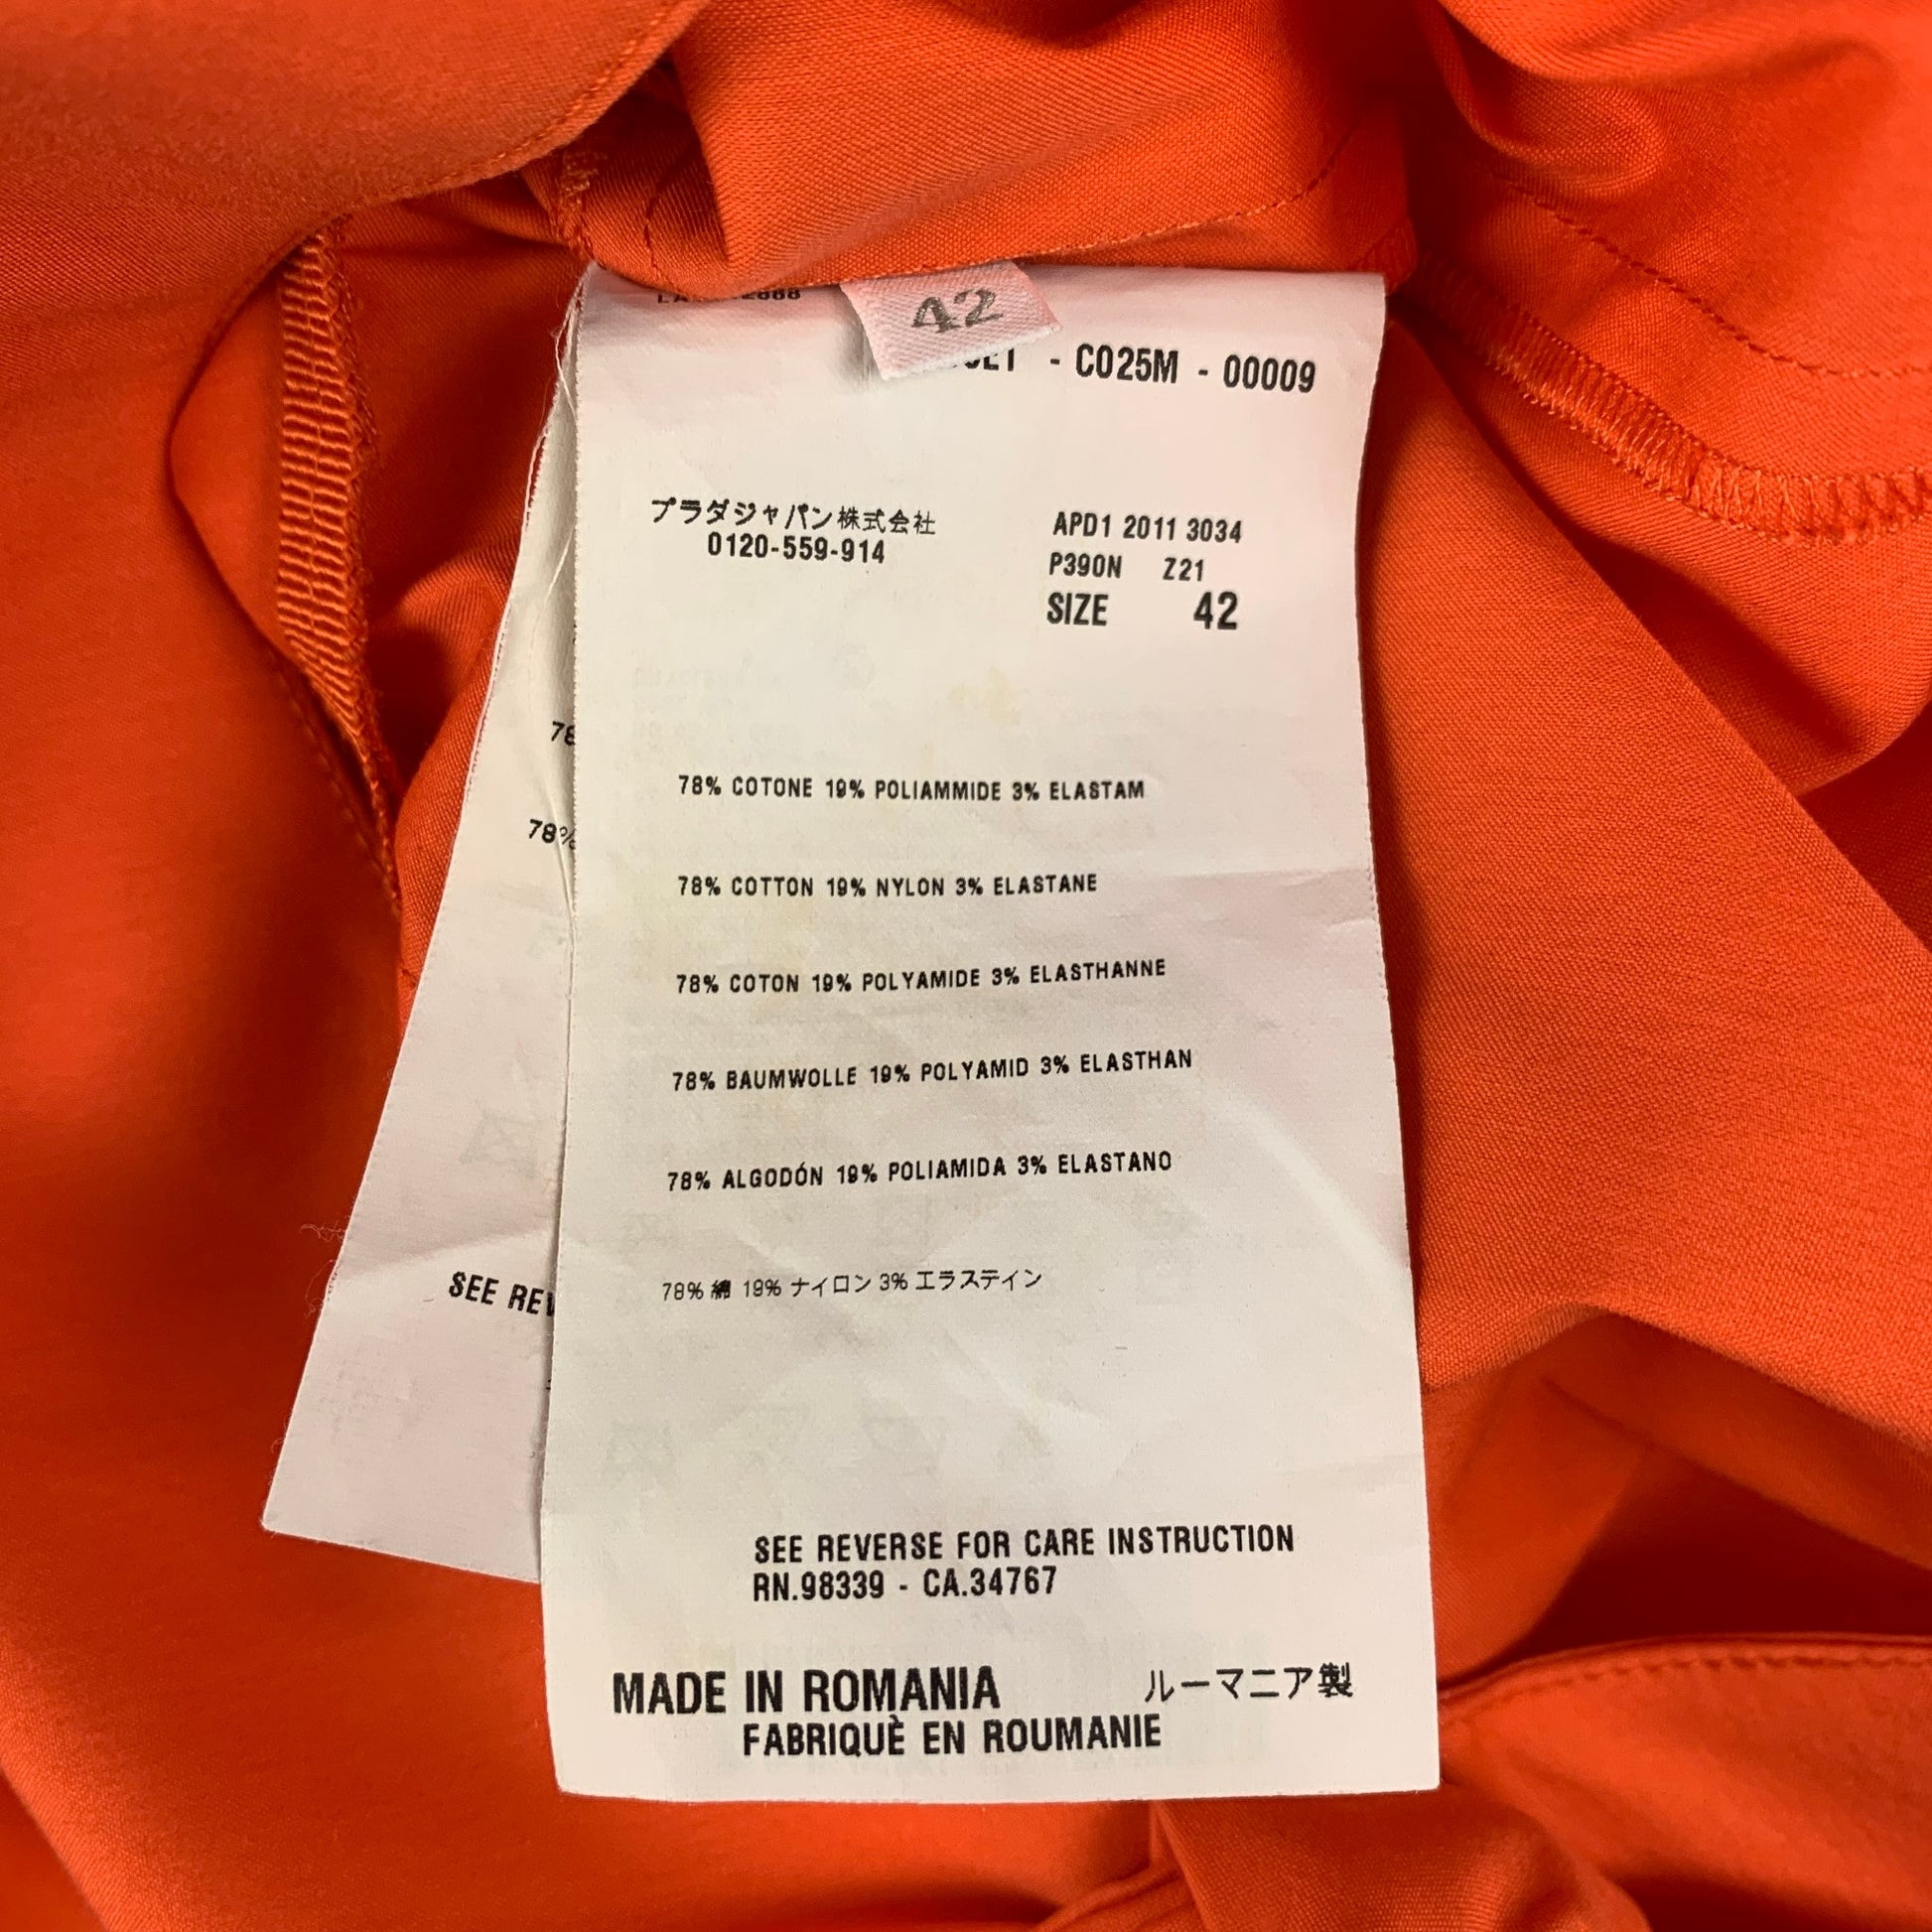 42
- C025M - 00009
プラダジャパン株式会社
0120-559-914
APD1 2011 3034
P390N Z21
SIZE 42
78% COTONE 19% POLIAMMIDE 3% ELASTAM
78% COTTON 19% NYLON 3% ELASTANE
78% COTON 19% POLYAMIDE 3% ELASTHANNE
78% BAUMWOLLE 19% POLYAMID 3% ELASTHAN
78% ALGODÓN 19% POLIAMIDA 3% ELASTANO
78% 綿 19% ナイロン 3% エラステイン
SEE REVERSE FOR CARE INSTRUCTION
RN.98339 - CA.34767
MADE IN ROMANIA ルーマニア製
FABRIQUÈ EN ROUMANIE
78%
SEE